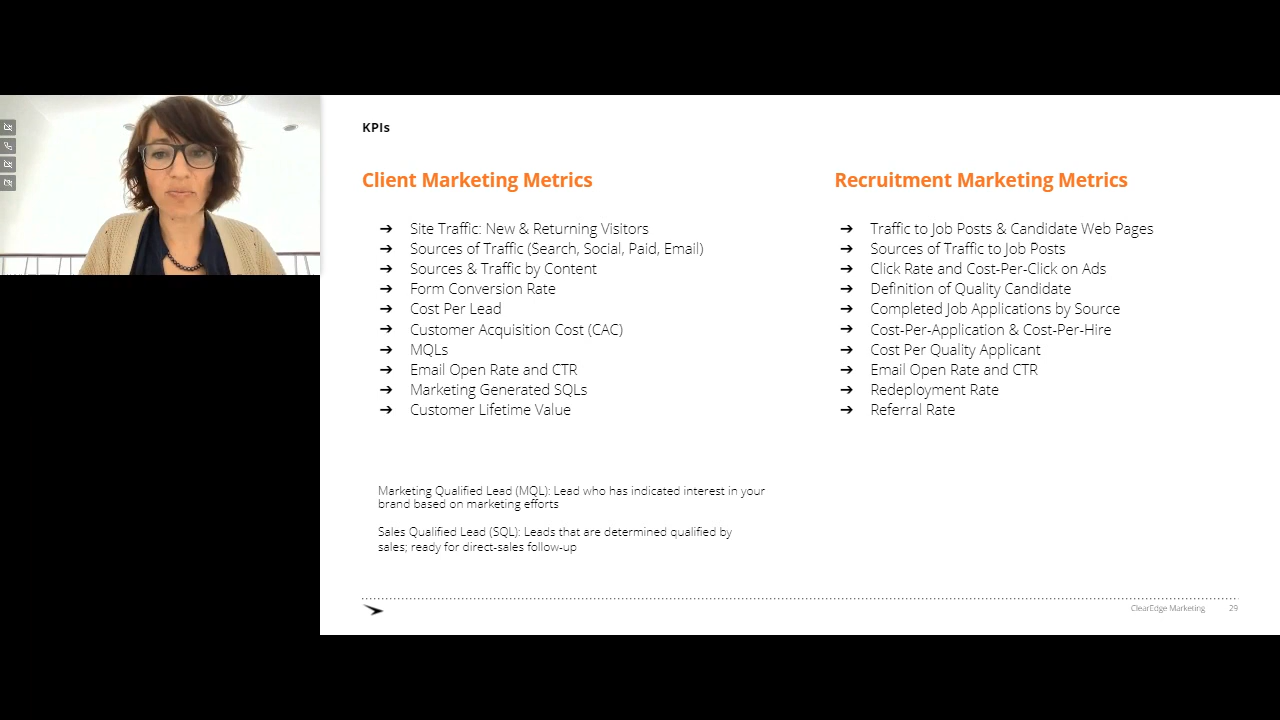 KPIs
Client Marketing Metrics
➔ Site Traffic: New & Returning Visitors
➔ Sources of Traffic (Search, Social, Paid, Email)
➔ Sources & Traffic by Content
➔ Form Conversion Rate
➔ Cost Per Lead
➔ Customer Acquisition Cost (CAC)
➔ MQLs
➔ Email Open Rate and CTR
➔ Marketing Generated SQLs
➔ Customer Lifetime Value
Marketing Qualified Lead (MQL): Lead who has indicated interest in your
brand based on marketing efforts
Sales Qualified Lead (SQL): Leads that are determined qualified by
sales; ready for direct-sales follow-up
Recruitment Marketing Metrics
➔ Traffic to Job Posts & Candidate Web Pages
➔ Sources of Traffic to Job Posts
➔ Click Rate and Cost-Per-Click on Ads
➔ Definition of Quality Candidate
➔ Completed Job Applications by Source
➔ Cost-Per-Application & Cost-Per-Hire
➔ Cost Per Quality Applicant
➔ Email Open Rate and CTR
➔ Redeployment Rate
➔ Referral Rate
ClearEdge Marketing 29